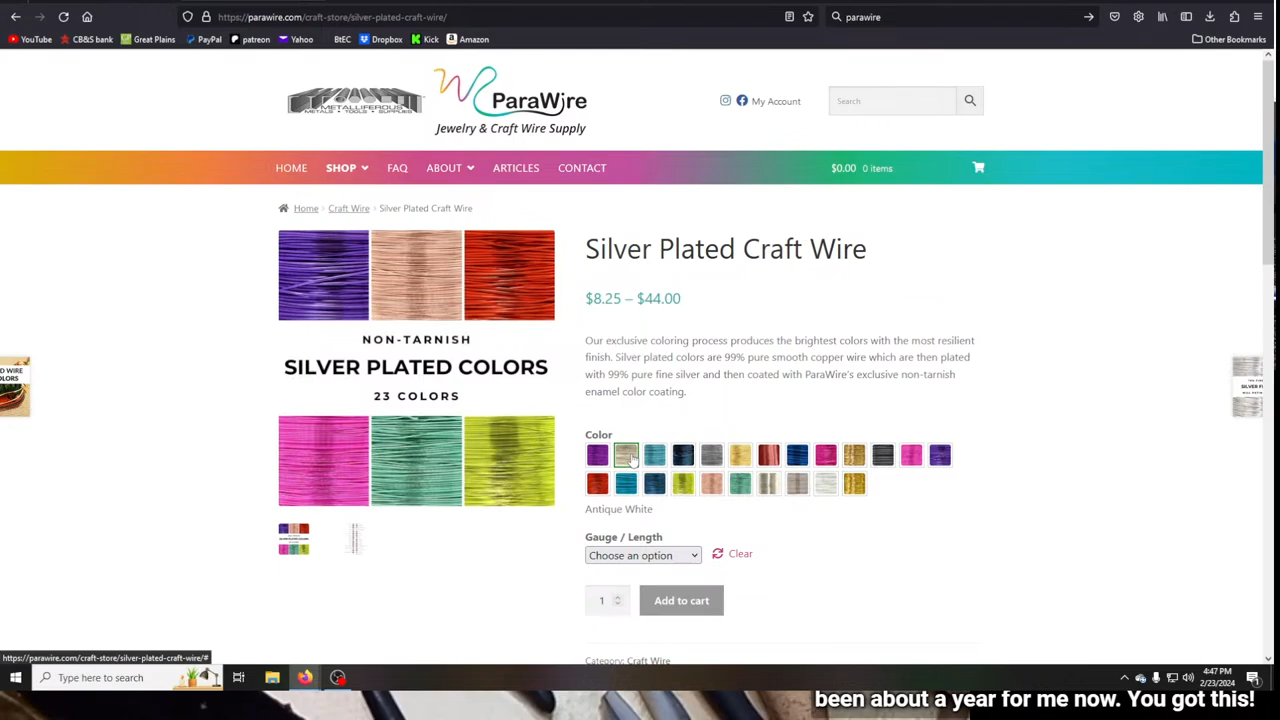 https://parawire.com/craft-store/silver-plated-craft-wire/
parawire
YouTube CB&S bank Great Plains PayPal patreon Yahoo BtEC Dropbox Kick Amazon Other Bookmarks
METALLIFEROUS
METALS • TOOLS • SUPPLIES
ParaWire
Jewelry & Craft Wire Supply
My Account
Search
HOME SHOP FAQ ABOUT ARTICLES CONTACT $0.00 0 items
Home Craft Wire Silver Plated Craft Wire
Silver Plated Craft Wire
$8.25 – $44.00
NON-TARNISH
SILVER PLATED COLORS
23 COLORS
Our exclusive coloring process produces the brightest colors with the most resilient
finish. Silver plated colors are 99% pure smooth copper wire which are then plated
with 99% pure fine silver and then coated with ParaWire's exclusive non-tarnish
enamel color coating.
Color
Antique White
Gauge / Length
Choose an option Clear
1 Add to cart
Category: Craft Wire
https://parawire.com/craft-store/silver-plated-craft-wire/#
Type here to search
4:47 PM
2/23/2024
been about a year for me now. You got this!